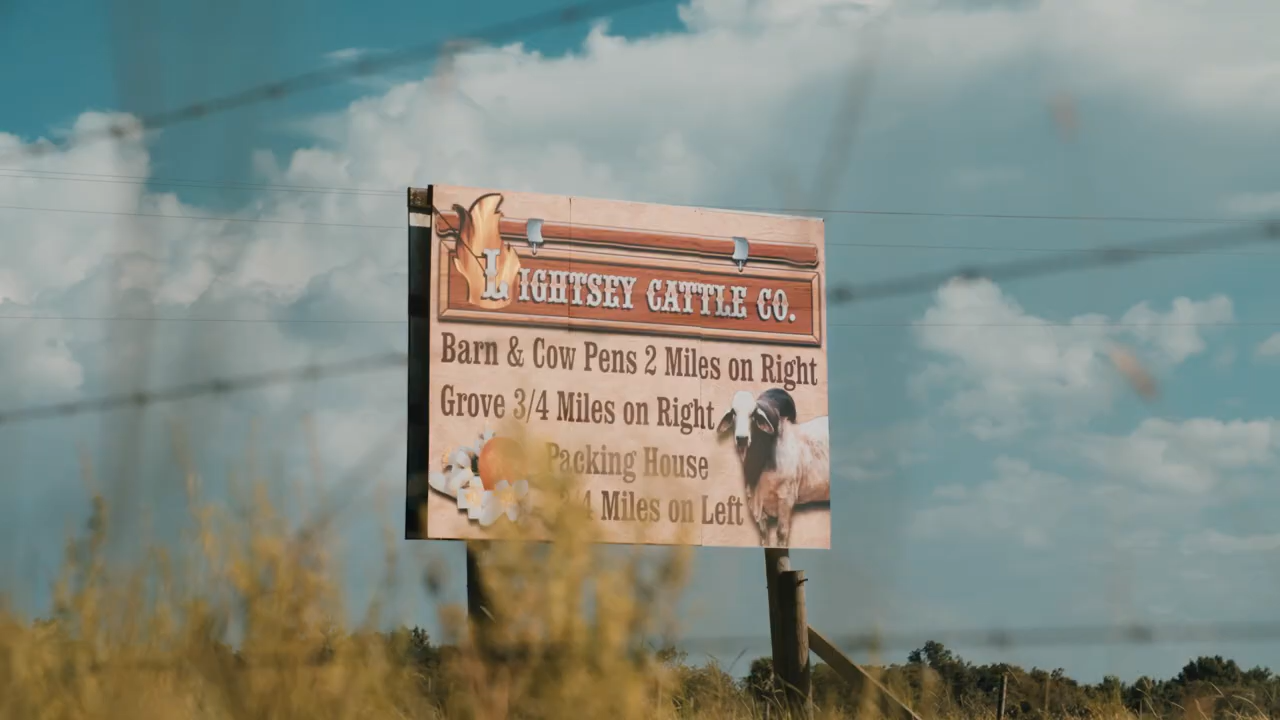 LIGHTSEY CATTLE CO.
Barn & Cow Pens 2 Miles on Right
Grove 3/4 Miles on Right
Packing House
Miles on Left